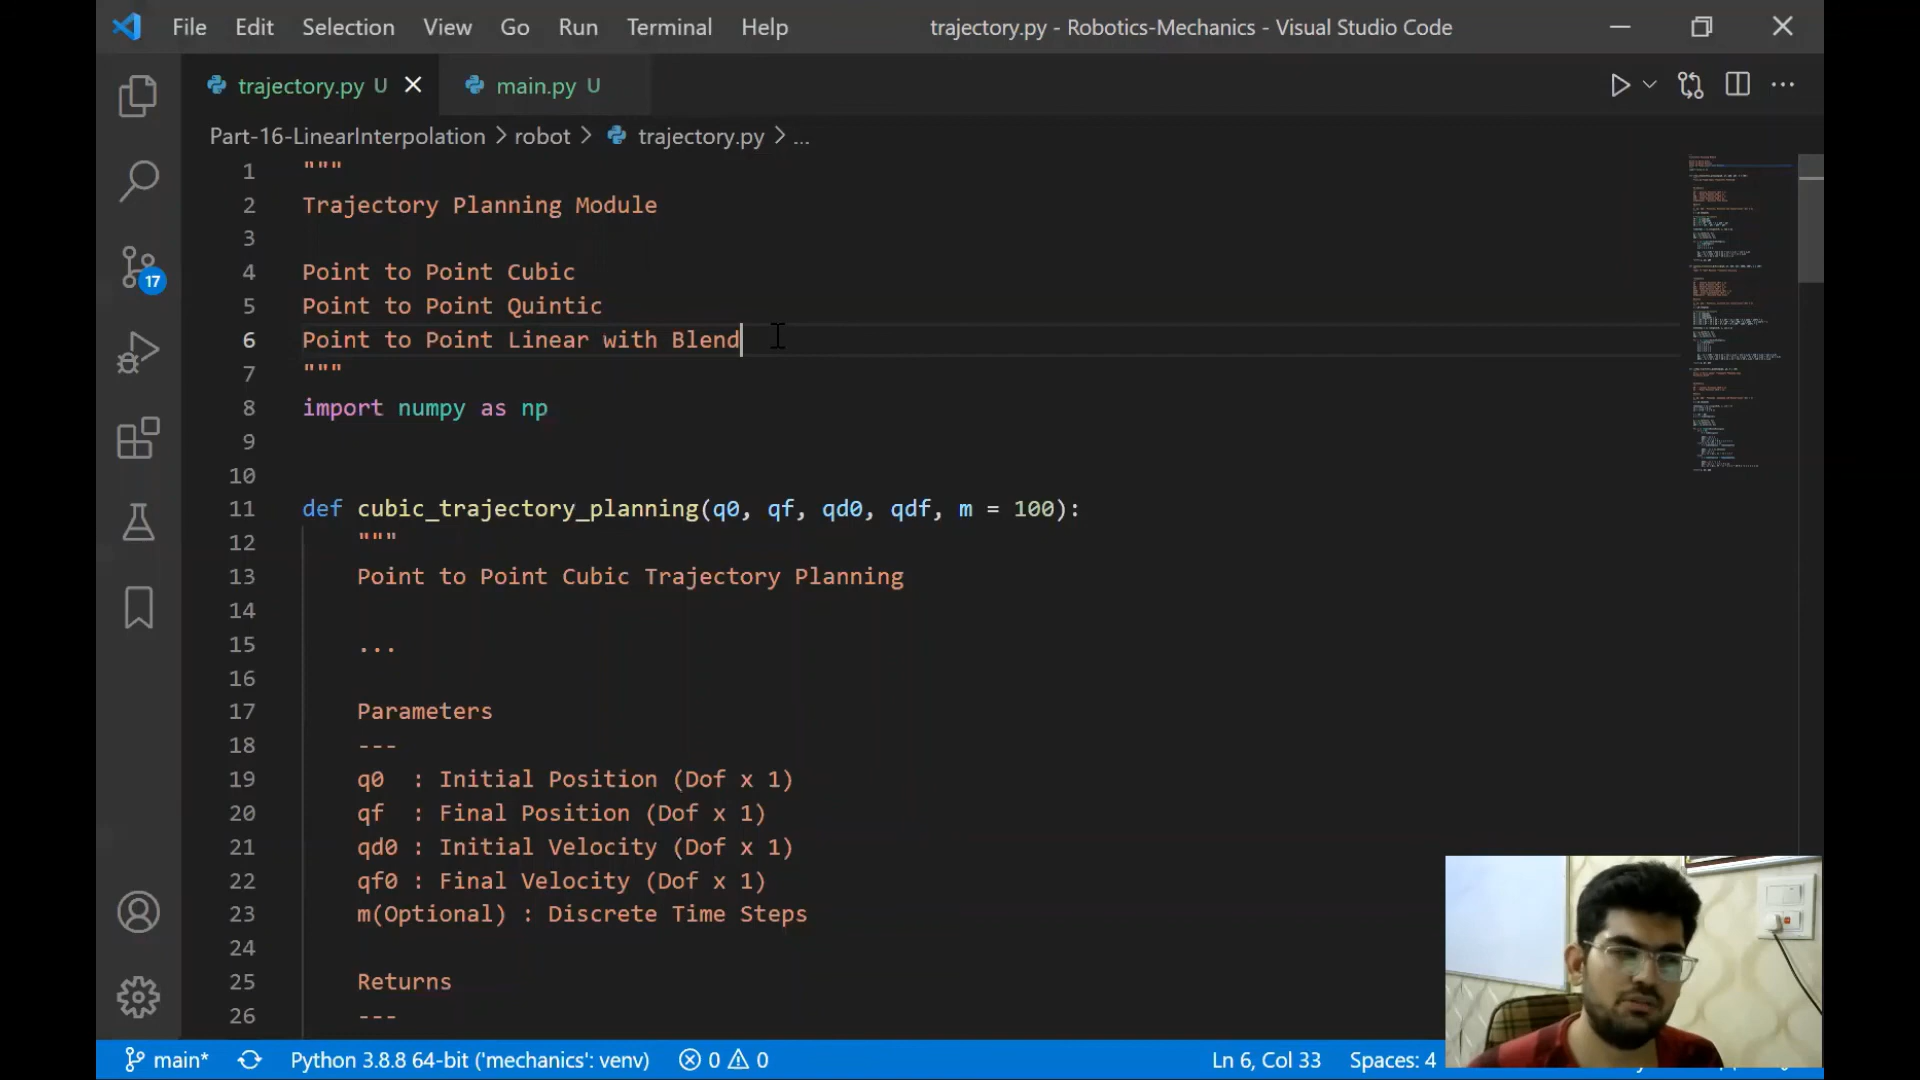 File Edit Selection View Go Run Terminal Help trajectory.py - Robotics-Mechanics - Visual Studio Code
trajectory.py U main.py U
Part-16-LinearInterpolation > robot > trajectory.py > ...
1 """
2 Trajectory Planning Module
3
4 Point to Point Cubic
5 Point to Point Quintic
6 Point to Point Linear with Blend
7 """
8 import numpy as np
9
10
11 def cubic_trajectory_planning(q0, qf, qd0, qdf, m = 100):
12 """
13 Point to Point Cubic Trajectory Planning
14
15 ...
16
17 Parameters
18 ---
19 q0 : Initial Position (Dof x 1)
20 qf : Final Position (Dof x 1)
21 qd0 : Initial Velocity (Dof x 1)
22 qf0 : Final Velocity (Dof x 1)
23 m(Optional) : Discrete Time Steps
24
25 Returns
26 ---
17
main* Python 3.8.8 64-bit ('mechanics': venv) 0 0 Ln 6, Col 33 Spaces: 4